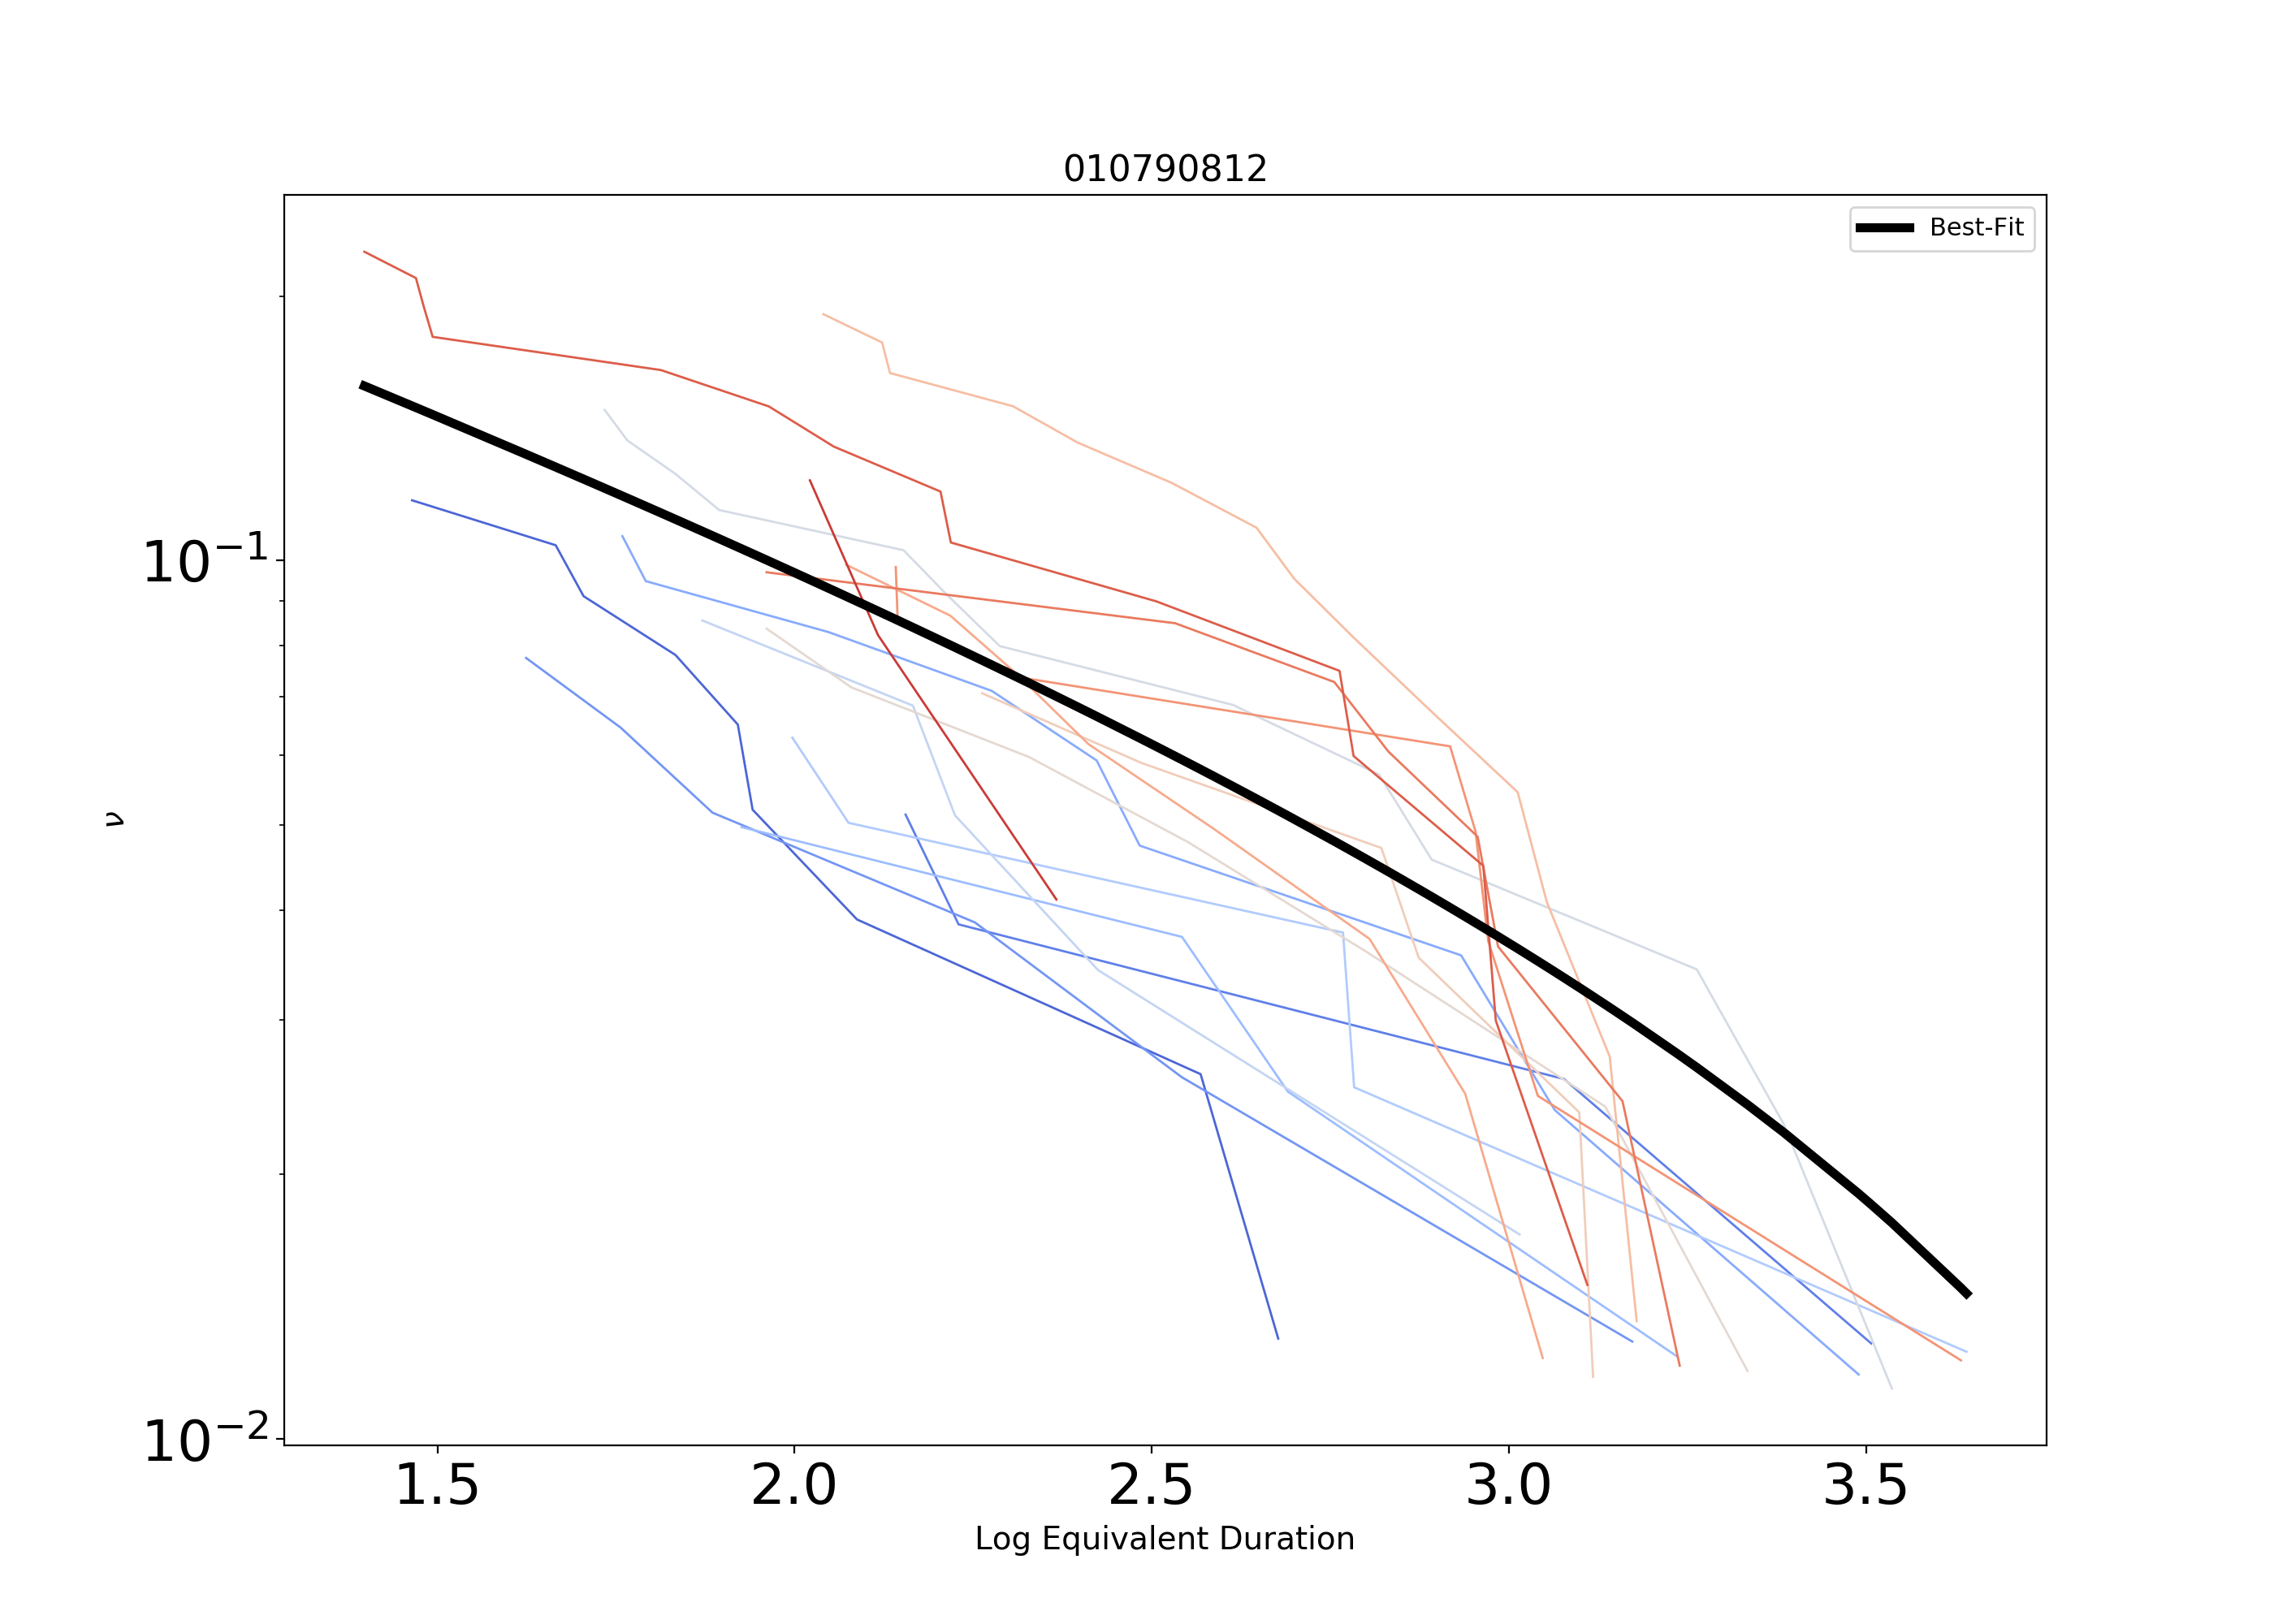 010790812
Best-Fit
10⁻¹
ν
10⁻²
1.5 2.0 2.5 3.0 3.5
Log Equivalent Duration